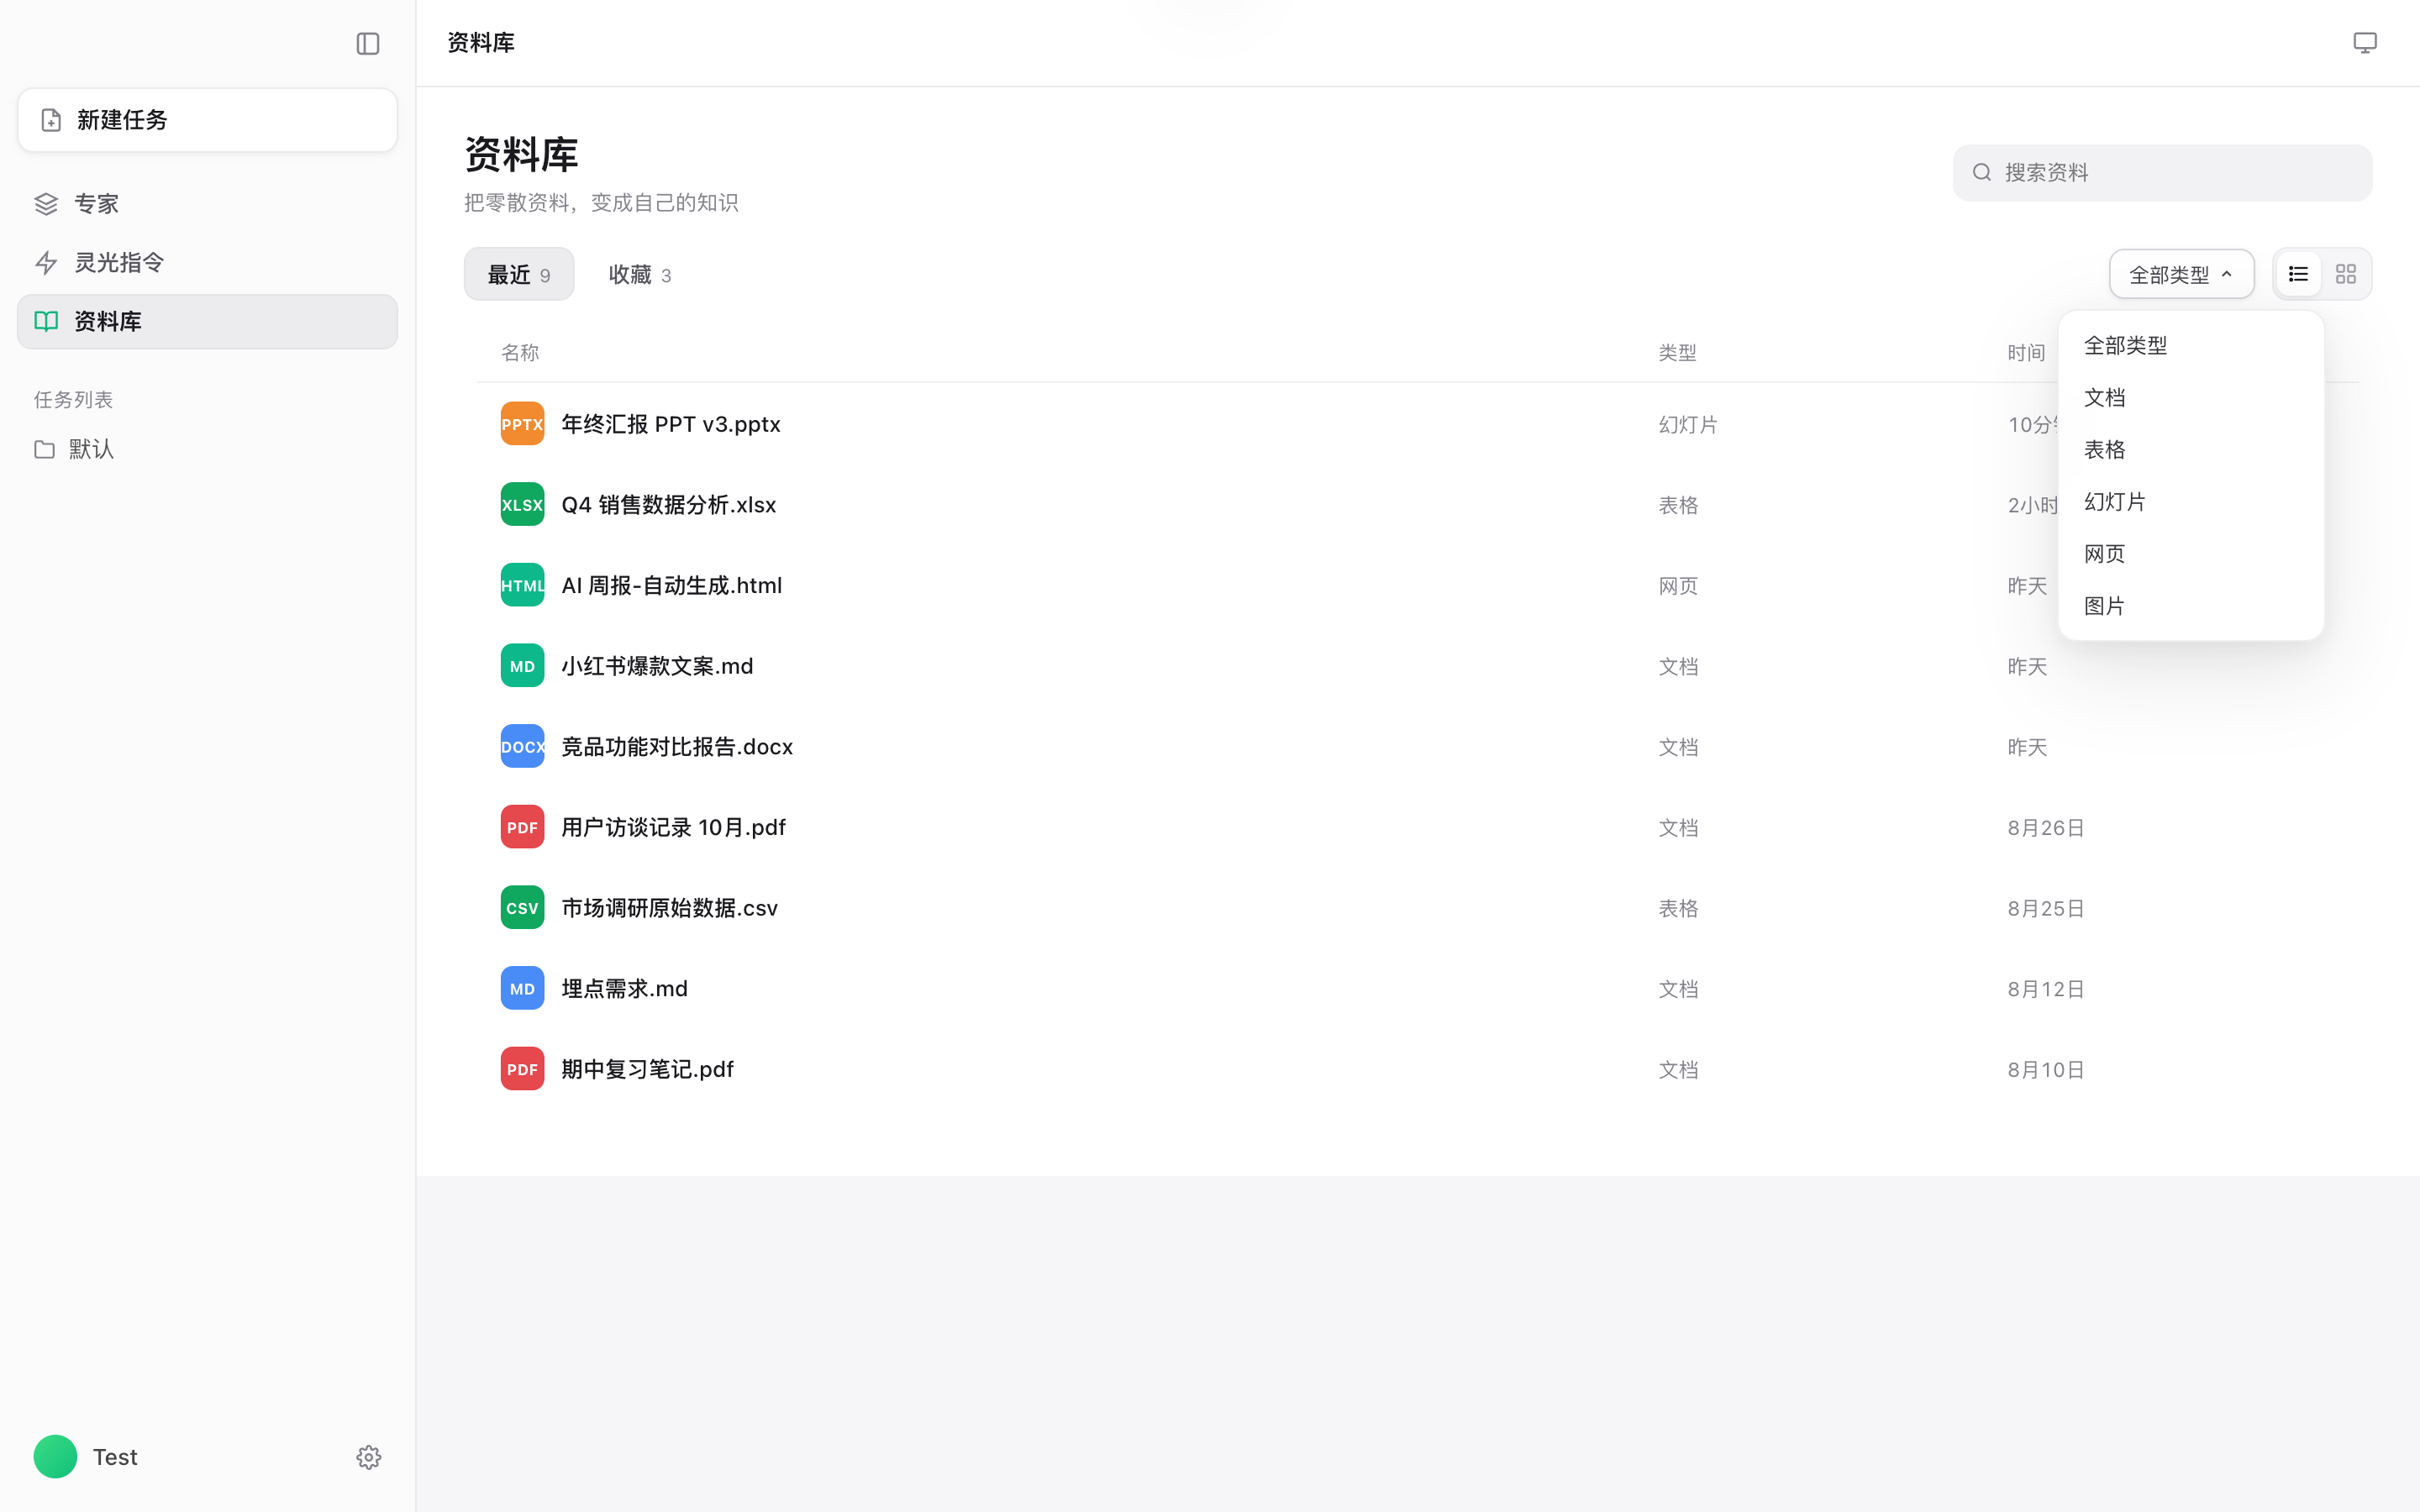 资料库
新建任务
专家
灵光指令
资料库
任务列表
默认
Test
资料库
把零散资料，变成自己的知识
搜索资料
最近 9 收藏 3
全部类型
全部类型
文档
表格
幻灯片
网页
图片
名称 类型 时间
PPTX 年终汇报 PPT v3.pptx 幻灯片 10分
XLSX Q4 销售数据分析.xlsx 表格 2小时
HTML AI 周报-自动生成.html 网页 昨天
MD 小红书爆款文案.md 文档 昨天
DOCX 竞品功能对比报告.docx 文档 昨天
PDF 用户访谈记录 10月.pdf 文档 8月26日
CSV 市场调研原始数据.csv 表格 8月25日
MD 埋点需求.md 文档 8月12日
PDF 期中复习笔记.pdf 文档 8月10日